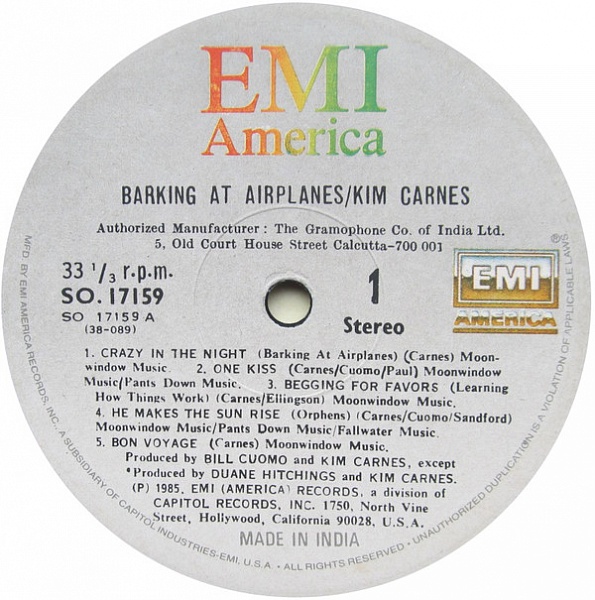 EMI
America
BARKING AT AIRPLANES/KIM CARNES
Authorized Manufacturer : The Gramophone Co. of India Ltd.
5, Old Court House Street Calcutta-700 001
33 1/3 r.p.m.
SO. 17159
SO 17159 A
(38-089)
1
Stereo
EMI
AMERICA
®
1. CRAZY IN THE NIGHT (Barking At Airplanes) (Carnes) Moon-
window Music. 2. ONE KISS (Carnes/Cuomo/Paul) Moonwindow
Music/Pants Down Music. 3. BEGGING FOR FAVORS (Learning
How Things Work) (Carnes/Ellingson) Moonwindow Music.
4. HE MAKES THE SUN RISE (Orphens) (Carnes/Cuomo/Sandford)
Moonwindow Music/Pants Down Music/Fallwater Music.
5. BON VOYAGE (Carnes) Moonwindow Music.
Produced by BILL CUOMO and KIM CARNES, except
*Produced by DUANE HITCHINGS and KIM CARNES.
(P) 1985, EMI (AMERICA) RECORDS, a division of
CAPITOL RECORDS, INC. 1750, North Vine
Street, Hollywood, California 90028, U.S.A.
MADE IN INDIA
MFD. BY EMI AMERICA RECORDS, INC. A SUBSIDIARY OF CAPITOL INDUSTRIES-EMI, U.S.A • ALL RIGHTS RESERVED • UNAUTHORIZED DUPLICATION IS A VIOLATION OF APPLICABLE LAWS